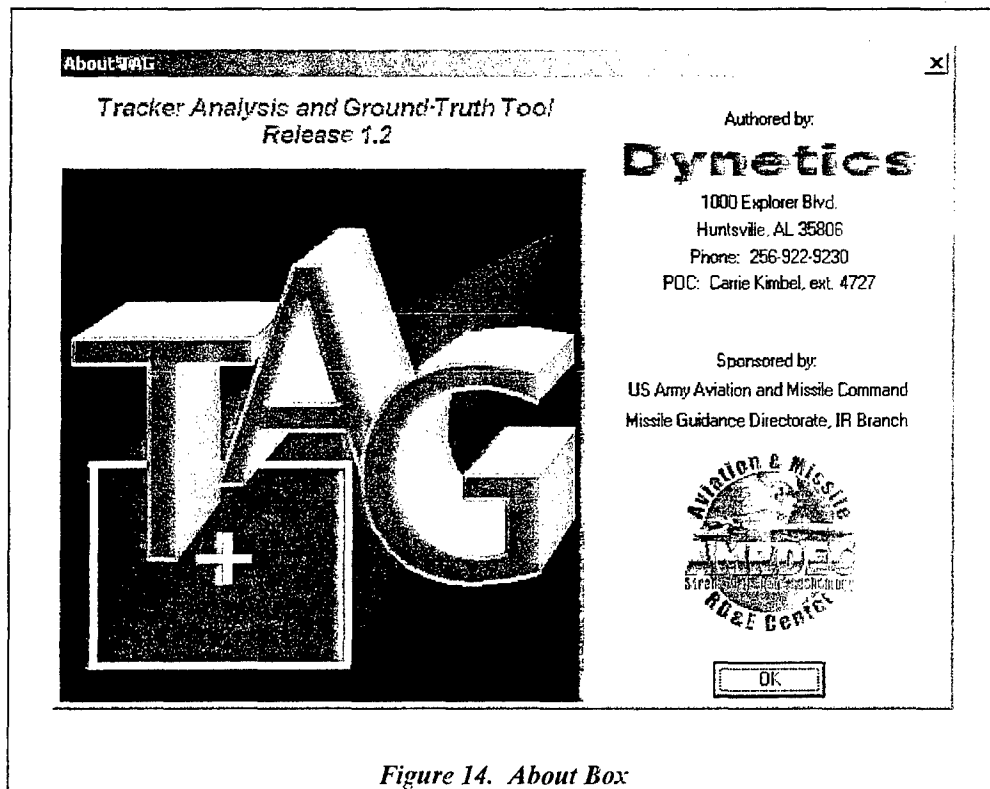 About TAG
Tracker Analysis and Ground-Truth Tool
Release 1.2
TAG
Authored by:
Dynetics
1000 Explorer Blvd.
Huntsville, AL 35806
Phone: 256-922-9230
POC: Carrie Kimbel, ext. 4727
Sponsored by:
US Army Aviation and Missile Command
Missile Guidance Directorate, IR Branch
Aviation & Missile
AMRDEC
RD&E Center
OK
Figure 14. About Box